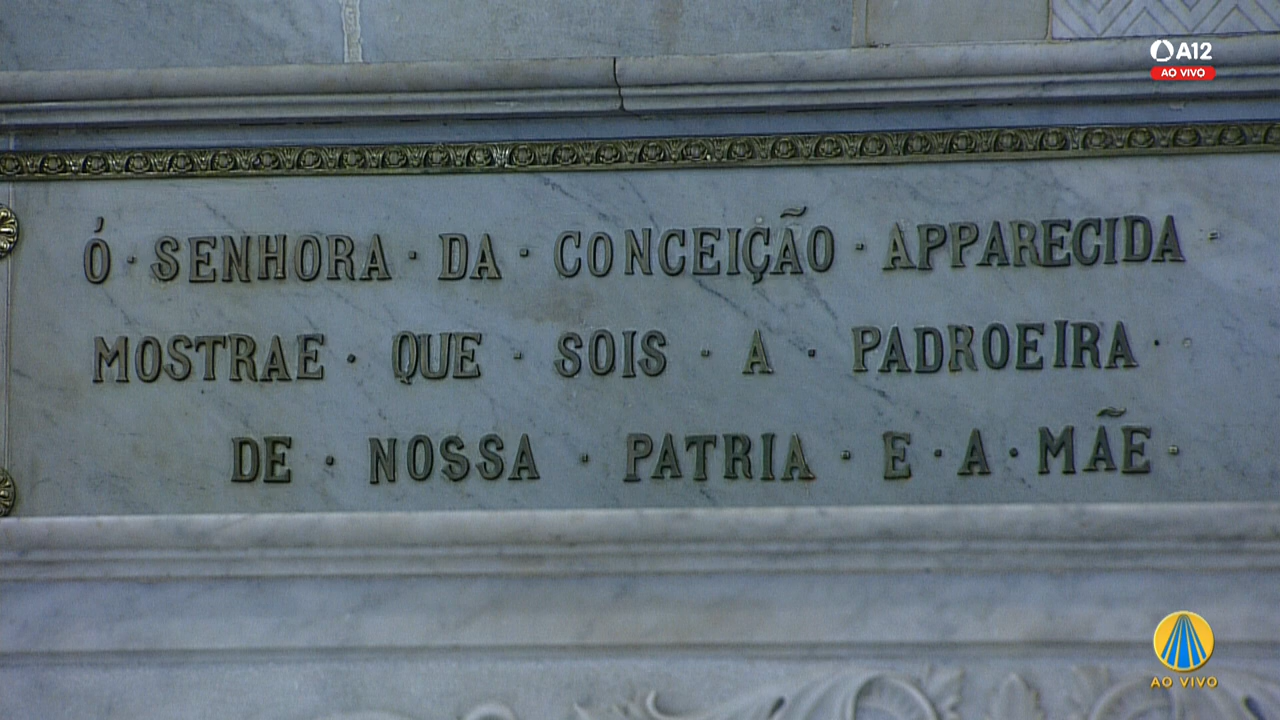 A12
AO VIVO
Ó · SENHORA · DA · CONCEIÇÃO · APPARECIDA ·
MOSTRAE · QUE · SOIS · A · PADROEIRA ·
DE · NOSSA · PATRIA · E · A · MÃE ·
AO VIVO